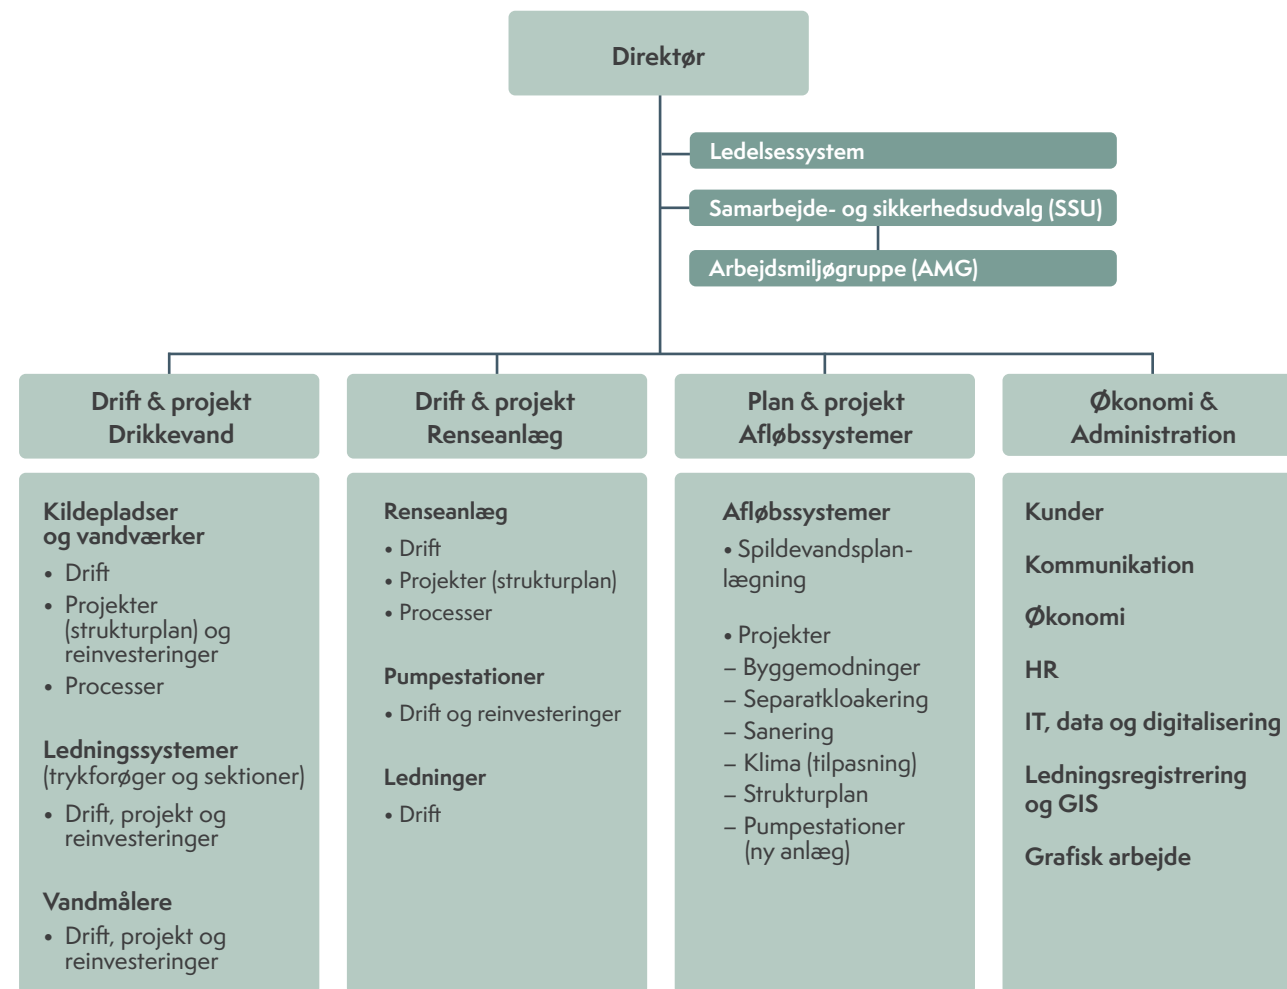 Direktør
Ledelsessystem
Samarbejde- og sikkerhedsudvalg (SSU)
Arbejdsmiljøgruppe (AMG)
Drift & projekt
Drikkevand
Kildepladser
og vandværker
• Drift
• Projekter
(strukturplan) og
reinvesteringer
• Processer
Ledningssystemer
(trykforøger og sektioner)
• Drift, projekt og
reinvesteringer
Vandmålere
• Drift, projekt og
reinvesteringer
Drift & projekt
Renseanlæg
Renseanlæg
• Drift
• Projekter (strukturplan)
• Processer
Pumpestationer
• Drift og reinvesteringer
Ledninger
• Drift
Plan & projekt
Afløbssystemer
Afløbssystemer
• Spildevandsplan-
lægning
• Projekter
– Byggemodninger
– Separatkloakering
– Sanering
– Klima (tilpasning)
– Strukturplan
– Pumpestationer
(ny anlæg)
Økonomi &
Administration
Kunder
Kommunikation
Økonomi
HR
IT, data og digitalisering
Ledningsregistrering
og GIS
Grafisk arbejde